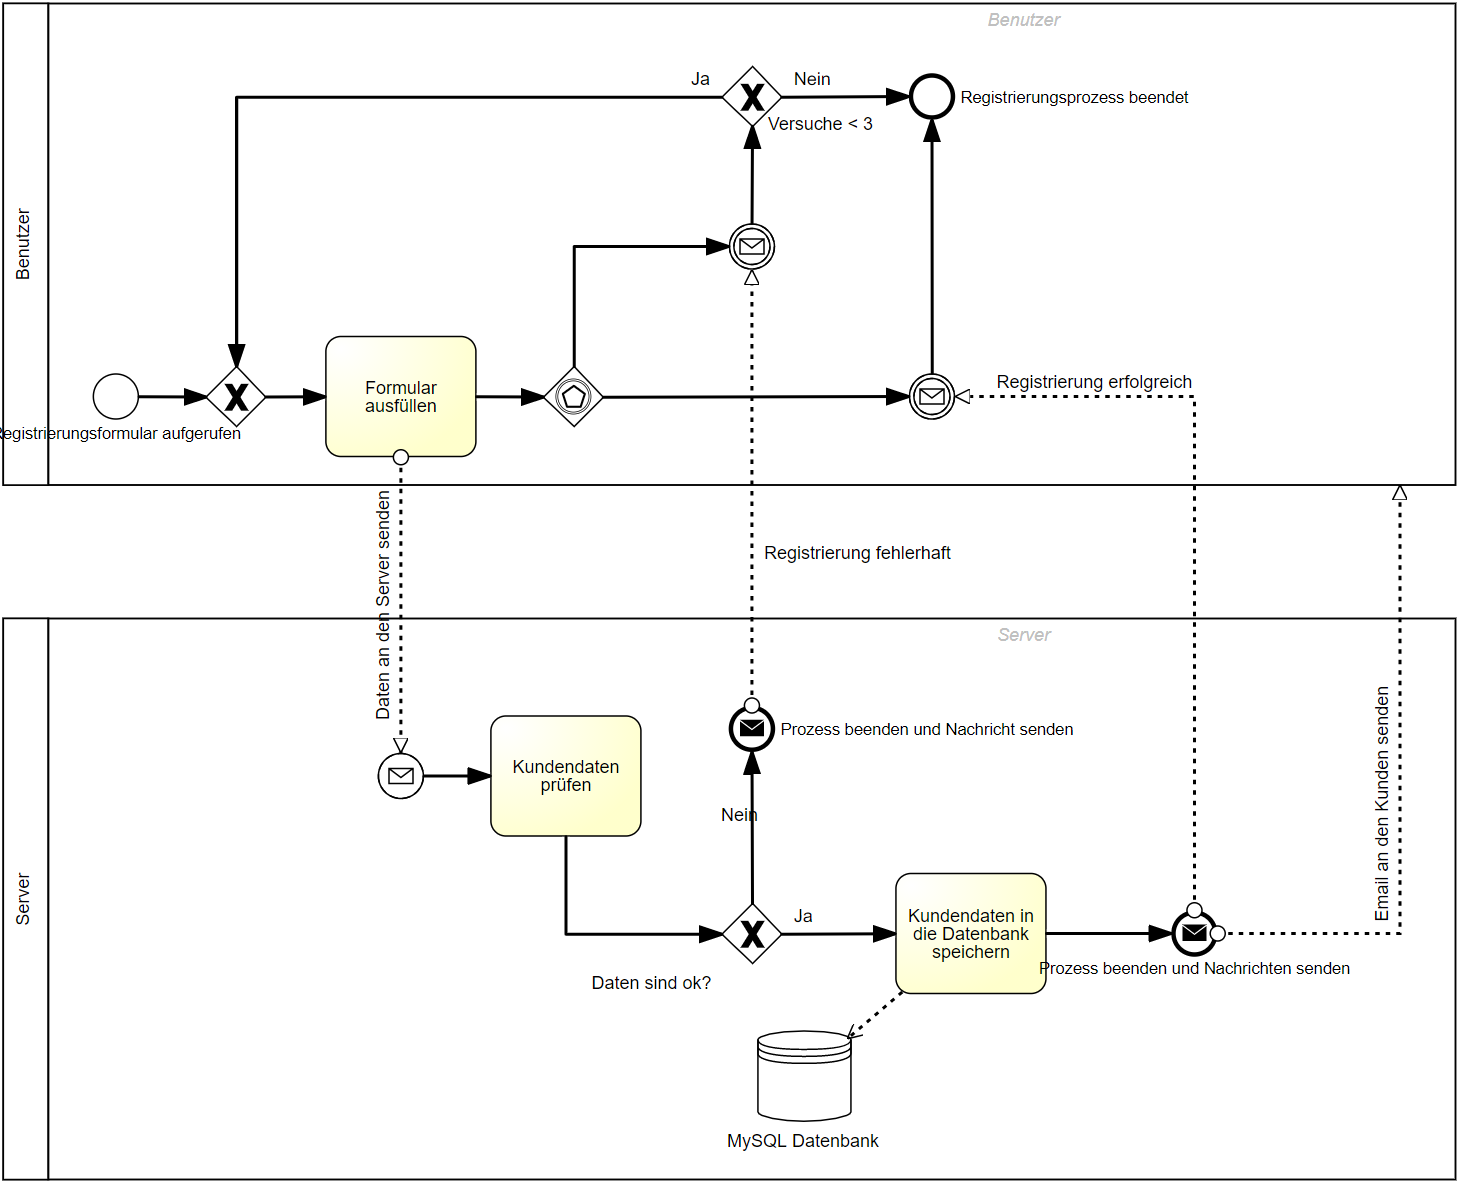 Benutzer
Benutzer
Ja
Nein
Versuche < 3
Registrierungsprozess beendet
Registrierung erfolgreich
Formular
ausfüllen
egistrierungsformular aufgerufen
Daten an den Server senden
Registrierung fehlerhaft
Server
Server
Prozess beenden und Nachricht senden
Kundendaten
prüfen
Nein
Email an den Kunden senden
Ja
Kundendaten in
die Datenbank
speichern
Daten sind ok?
Prozess beenden und Nachrichten senden
MySQL Datenbank